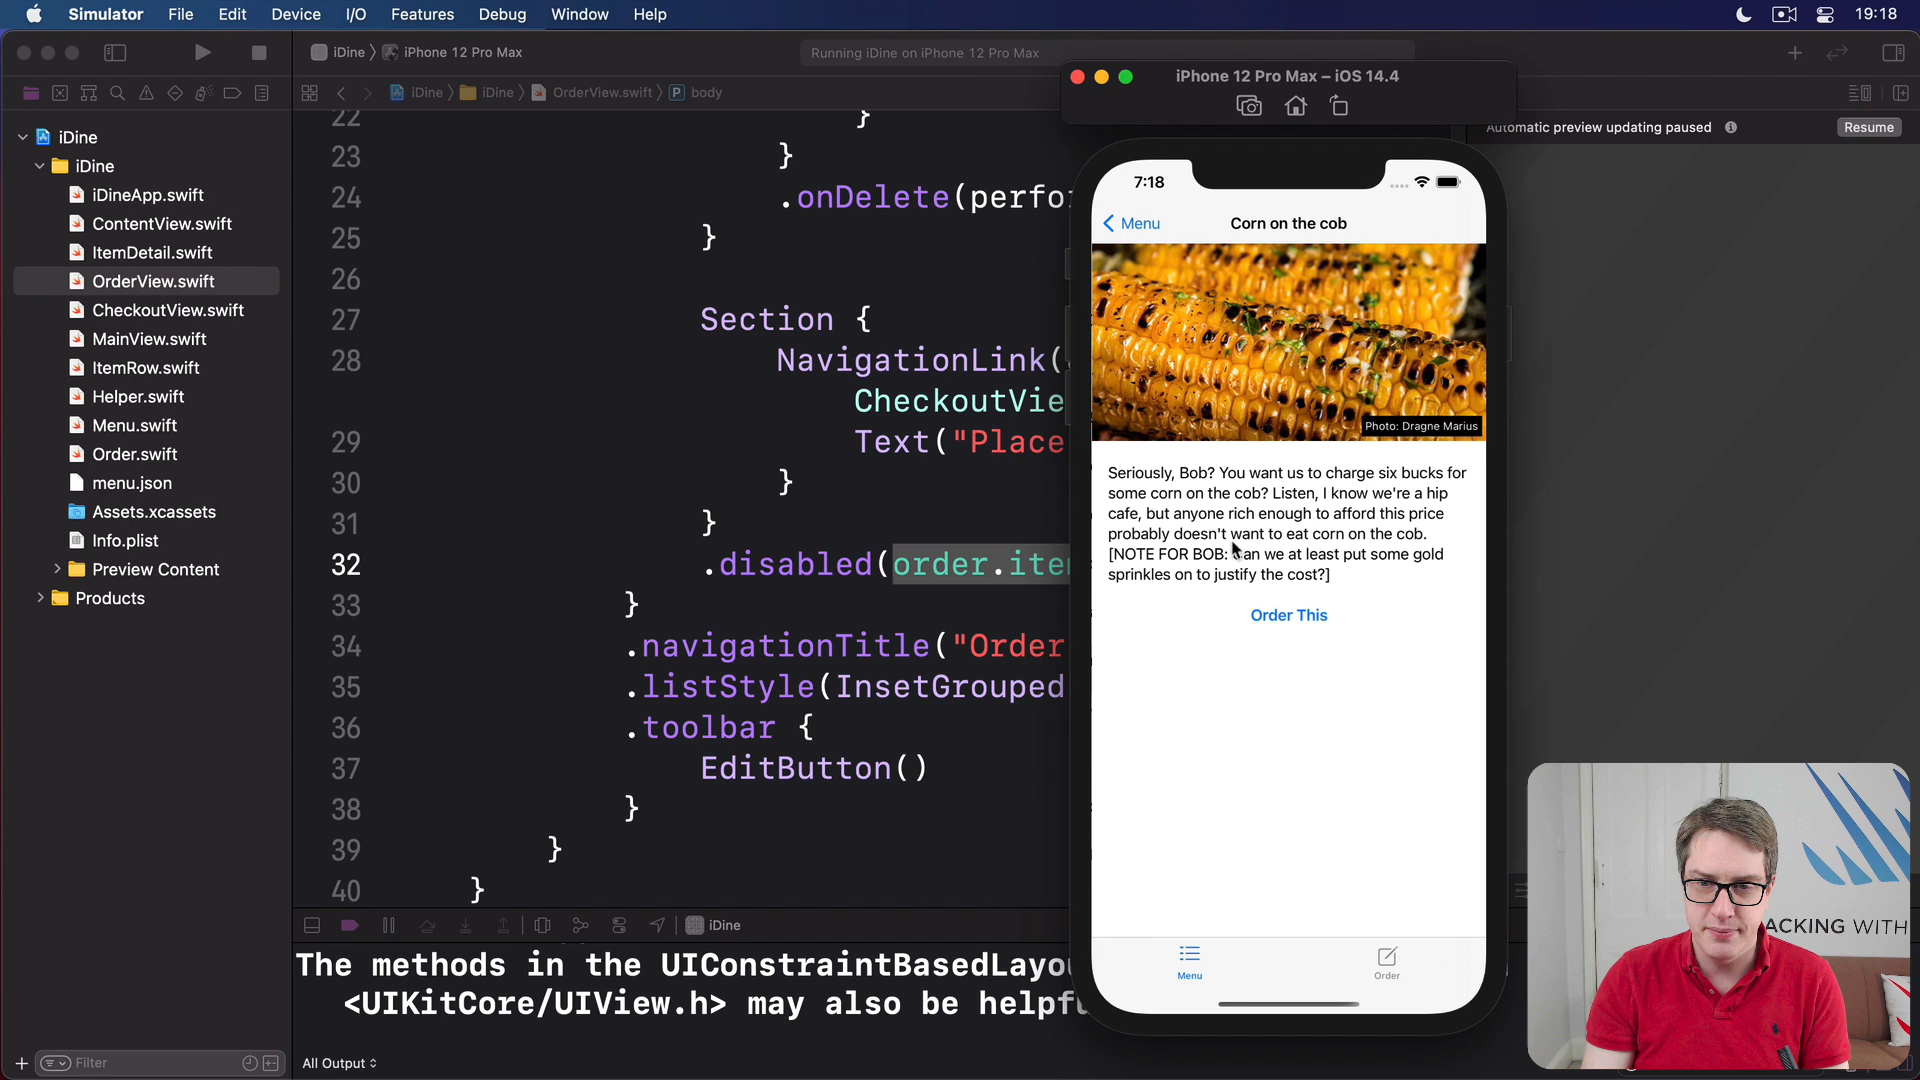 Simulator File Edit Device I/O Features Debug Window Help 19:18
iDine 〉 iPhone 12 Pro Max Running iDine on iPhone 12 Pro Max
iDine 〉 iDine 〉 OrderView.swift 〉 P body
Automatic preview updating paused Resume
iDine
iDine
iDineApp.swift
ContentView.swift
ItemDetail.swift
OrderView.swift
CheckoutView.swift
MainView.swift
ItemRow.swift
Helper.swift
Menu.swift
Order.swift
menu.json
Assets.xcassets
Info.plist
Preview Content
Products
Filter
22 }
23 }
24 .onDelete(perfo
25 }
26
27 Section {
28 NavigationLink(
CheckoutVie
29 Text("Place
30 }
31 }
32 .disabled(order.ite
33 }
34 .navigationTitle("Order
35 .listStyle(InsetGrouped
36 .toolbar {
37 EditButton()
38 }
39 }
40 }
iDine
The methods in the UIConstraintBasedLayou
<UIKitCore/UIView.h> may also be helpf
All Output
iPhone 12 Pro Max – iOS 14.4
7:18
Menu Corn on the cob
Photo: Dragne Marius
Seriously, Bob? You want us to charge six bucks for
some corn on the cob? Listen, I know we're a hip
cafe, but anyone rich enough to afford this price
probably doesn't want to eat corn on the cob.
[NOTE FOR BOB: Can we at least put some gold
sprinkles on to justify the cost?]
Order This
Menu Order
ACKING WITH